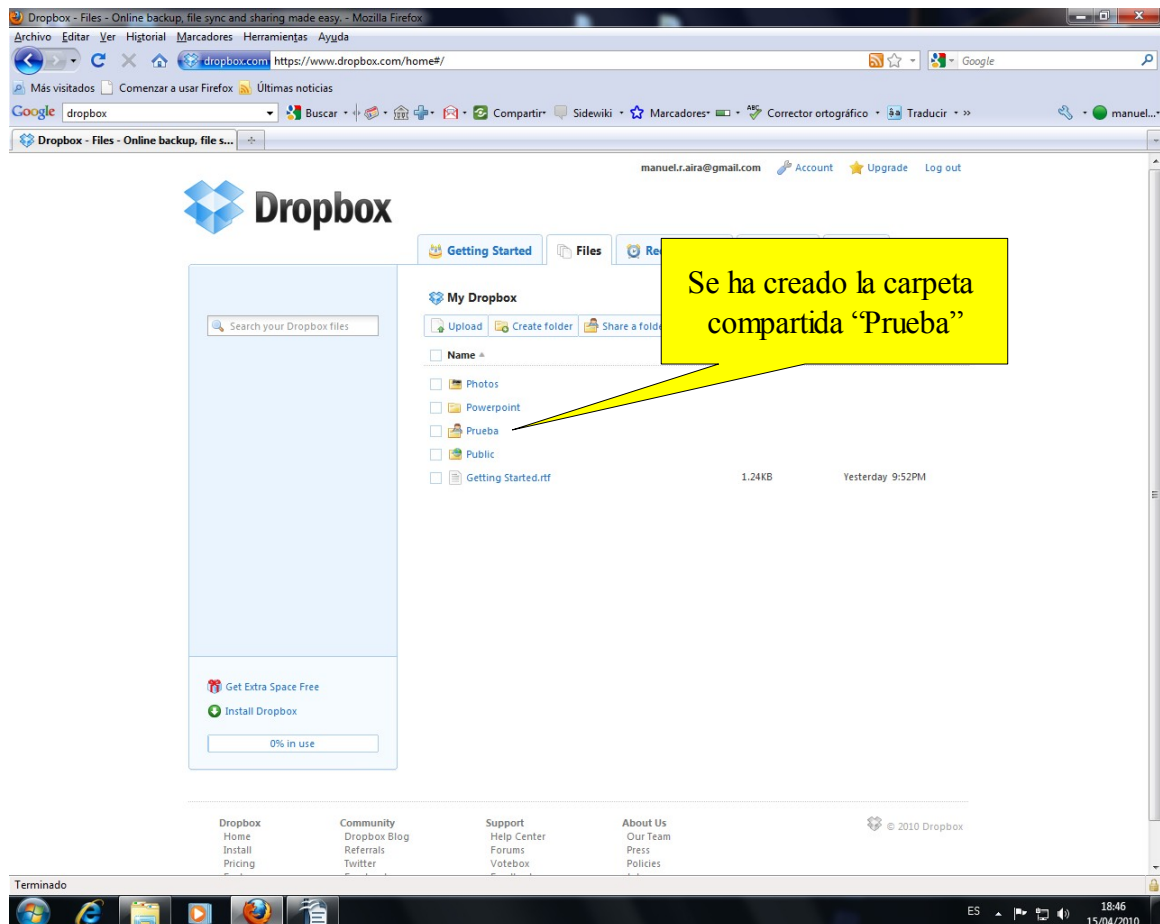 Dropbox - Files - Online backup, file sync and sharing made easy. - Mozilla Firefox
Archivo Editar Ver Historial Marcadores Herramientas Ayuda
dropbox.com https://www.dropbox.com/home#/ Google
Más visitados Comenzar a usar Firefox Últimas noticias
Google dropbox Buscar Compartir Sidewiki Marcadores ABC Corrector ortográfico Traducir » manuel...
Dropbox - Files - Online backup, file s...
manuel.r.aira@gmail.com Account Upgrade Log out
Dropbox
Getting Started Files
Se ha creado la carpeta
compartida “Prueba”
My Dropbox
Search your Dropbox files
Upload Create folder Share a folder
Name
Photos
Powerpoint
Prueba
Public
Getting Started.rtf 1.24KB Yesterday 9:52PM
Get Extra Space Free
Install Dropbox
0% in use
Dropbox Community Support About Us
Home Dropbox Blog Help Center Our Team © 2010 Dropbox
Install Referrals Forums Press
Pricing Twitter Votebox Policies
Terminado
ES 18:46
15/04/2010